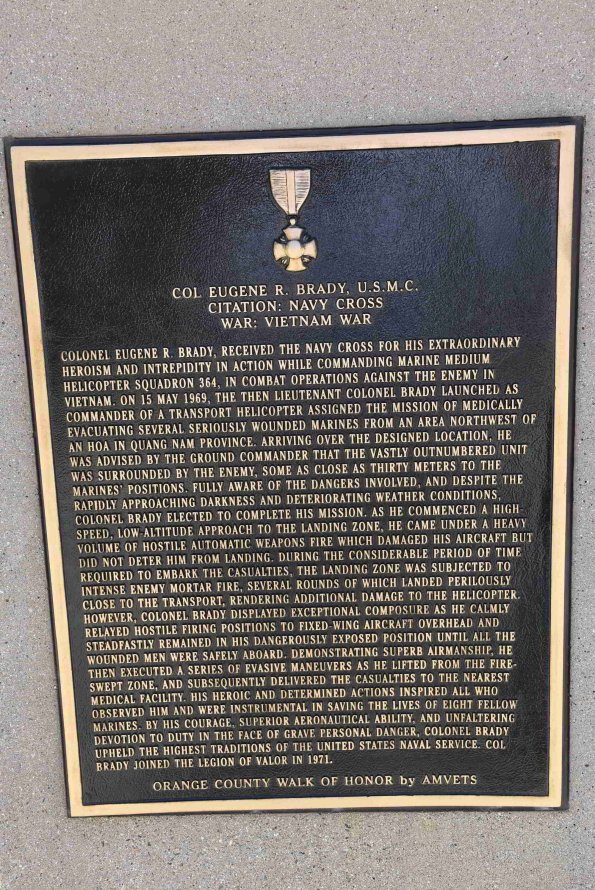 COL EUGENE R. BRADY, U.S.M.C.
CITATION: NAVY CROSS
WAR: VIETNAM WAR
COLONEL EUGENE R. BRADY, RECEIVED THE NAVY CROSS FOR HIS EXTRAORDINARY
HEROISM AND INTREPIDITY IN ACTION WHILE COMMANDING MARINE MEDIUM
HELICOPTER SQUADRON 364, IN COMBAT OPERATIONS AGAINST THE ENEMY IN
VIETNAM. ON 15 MAY 1969, THE THEN LIEUTENANT COLONEL BRADY LAUNCHED AS
COMMANDER OF A TRANSPORT HELICOPTER ASSIGNED THE MISSION OF MEDICALLY
EVACUATING SEVERAL SERIOUSLY WOUNDED MARINES FROM AN AREA NORTHWEST OF
AN HOA IN QUANG NAM PROVINCE. ARRIVING OVER THE DESIGNED LOCATION, HE
WAS ADVISED BY THE GROUND COMMANDER THAT THE VASTLY OUTNUMBERED UNIT
WAS SURROUNDED BY THE ENEMY, SOME AS CLOSE AS THIRTY METERS TO THE
MARINES' POSITIONS. FULLY AWARE OF THE DANGERS INVOLVED, AND DESPITE THE
RAPIDLY APPROACHING DARKNESS AND DETERIORATING WEATHER CONDITIONS,
COLONEL BRADY ELECTED TO COMPLETE HIS MISSION. AS HE COMMENCED A HIGH-
SPEED, LOW-ALTITUDE APPROACH TO THE LANDING ZONE, HE CAME UNDER A HEAVY
VOLUME OF HOSTILE AUTOMATIC WEAPONS FIRE WHICH DAMAGED HIS AIRCRAFT BUT
DID NOT DETER HIM FROM LANDING. DURING THE CONSIDERABLE PERIOD OF TIME
REQUIRED TO EMBARK THE CASUALTIES, THE LANDING ZONE WAS SUBJECTED TO
INTENSE ENEMY MORTAR FIRE, SEVERAL ROUNDS OF WHICH LANDED PERILOUSLY
CLOSE TO THE TRANSPORT, RENDERING ADDITIONAL DAMAGE TO THE HELICOPTER.
HOWEVER, COLONEL BRADY DISPLAYED EXCEPTIONAL COMPOSURE AS HE CALMLY
RELAYED HOSTILE FIRING POSITIONS TO FIXED-WING AIRCRAFT OVERHEAD AND
STEADFASTLY REMAINED IN HIS DANGEROUSLY EXPOSED POSITION UNTIL ALL THE
WOUNDED MEN WERE SAFELY ABOARD. DEMONSTRATING SUPERB AIRMANSHIP, HE
THEN EXECUTED A SERIES OF EVASIVE MANEUVERS AS HE LIFTED FROM THE FIRE-
SWEPT ZONE, AND SUBSEQUENTLY DELIVERED THE CASUALTIES TO THE NEAREST
MEDICAL FACILITY. HIS HEROIC AND DETERMINED ACTIONS INSPIRED ALL WHO
OBSERVED HIM AND WERE INSTRUMENTAL IN SAVING THE LIVES OF EIGHT FELLOW
MARINES. BY HIS COURAGE, SUPERIOR AERONAUTICAL ABILITY, AND UNFALTERING
DEVOTION TO DUTY IN THE FACE OF GRAVE PERSONAL DANGER, COLONEL BRADY
UPHELD THE HIGHEST TRADITIONS OF THE UNITED STATES NAVAL SERVICE. COL
BRADY JOINED THE LEGION OF VALOR IN 1971.
ORANGE COUNTY WALK OF HONOR by AMVETS